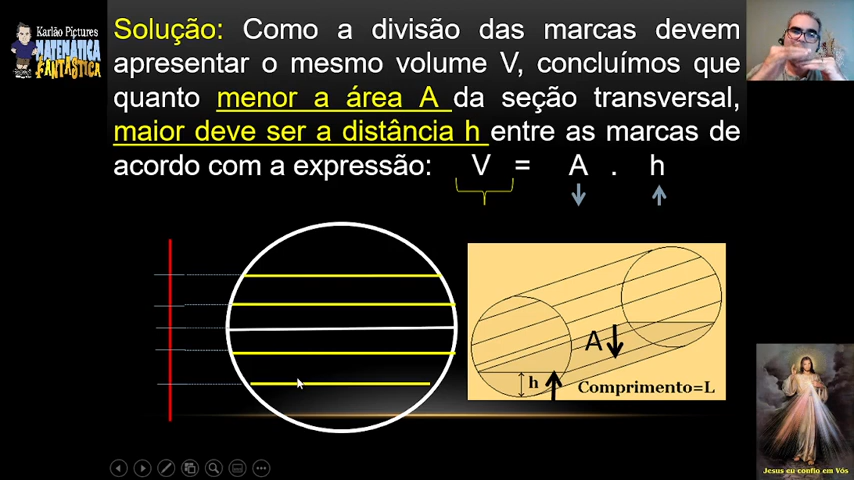 Karlão Pictures
MATEMÁTICA
FANTÁSTICA
Solução: Como a divisão das marcas devem
apresentar o mesmo volume V, concluímos que
quanto menor a área A da seção transversal,
maior deve ser a distância h entre as marcas de
acordo com a expressão: V = A . h
A
h
Comprimento=L
Jesus eu confio em Vós